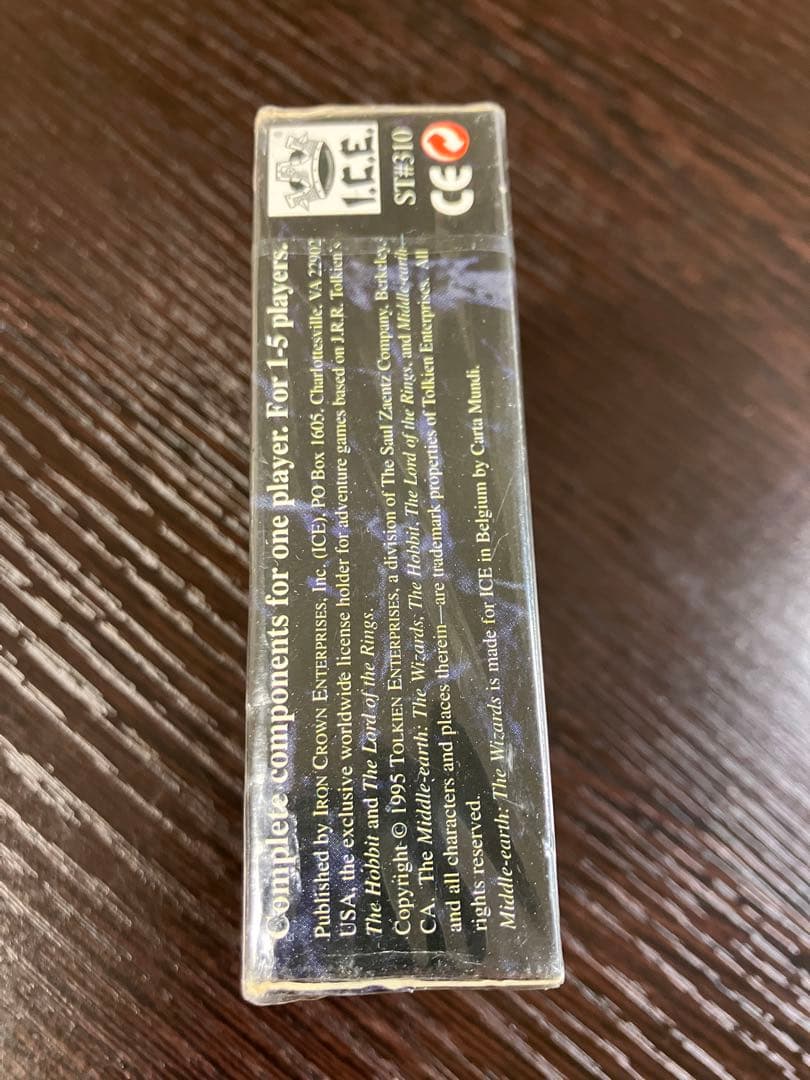 Complete components for one player. For 1-5 players.
Published by IRON CROWN ENTERPRISES, Inc. (ICE), PO Box 1605, Charlottesville, VA 22902
USA, the exclusive worldwide license holder for adventure games based on J.R.R. Tolkien's
The Hobbit and The Lord of the Rings.
Copyright © 1995 TOLKIEN ENTERPRISES, a division of The Saul Zaentz Company, Berkeley,
CA. The Middle-earth: The Wizards, The Hobbit, The Lord of the Rings, and Middle-earth—
and all characters and places therein—are trademark properties of Tolkien Enterprises. All
rights reserved.
Middle-earth: The Wizards is made for ICE in Belgium by Carta Mundi.
I.C.E.
®
ST#310
CE